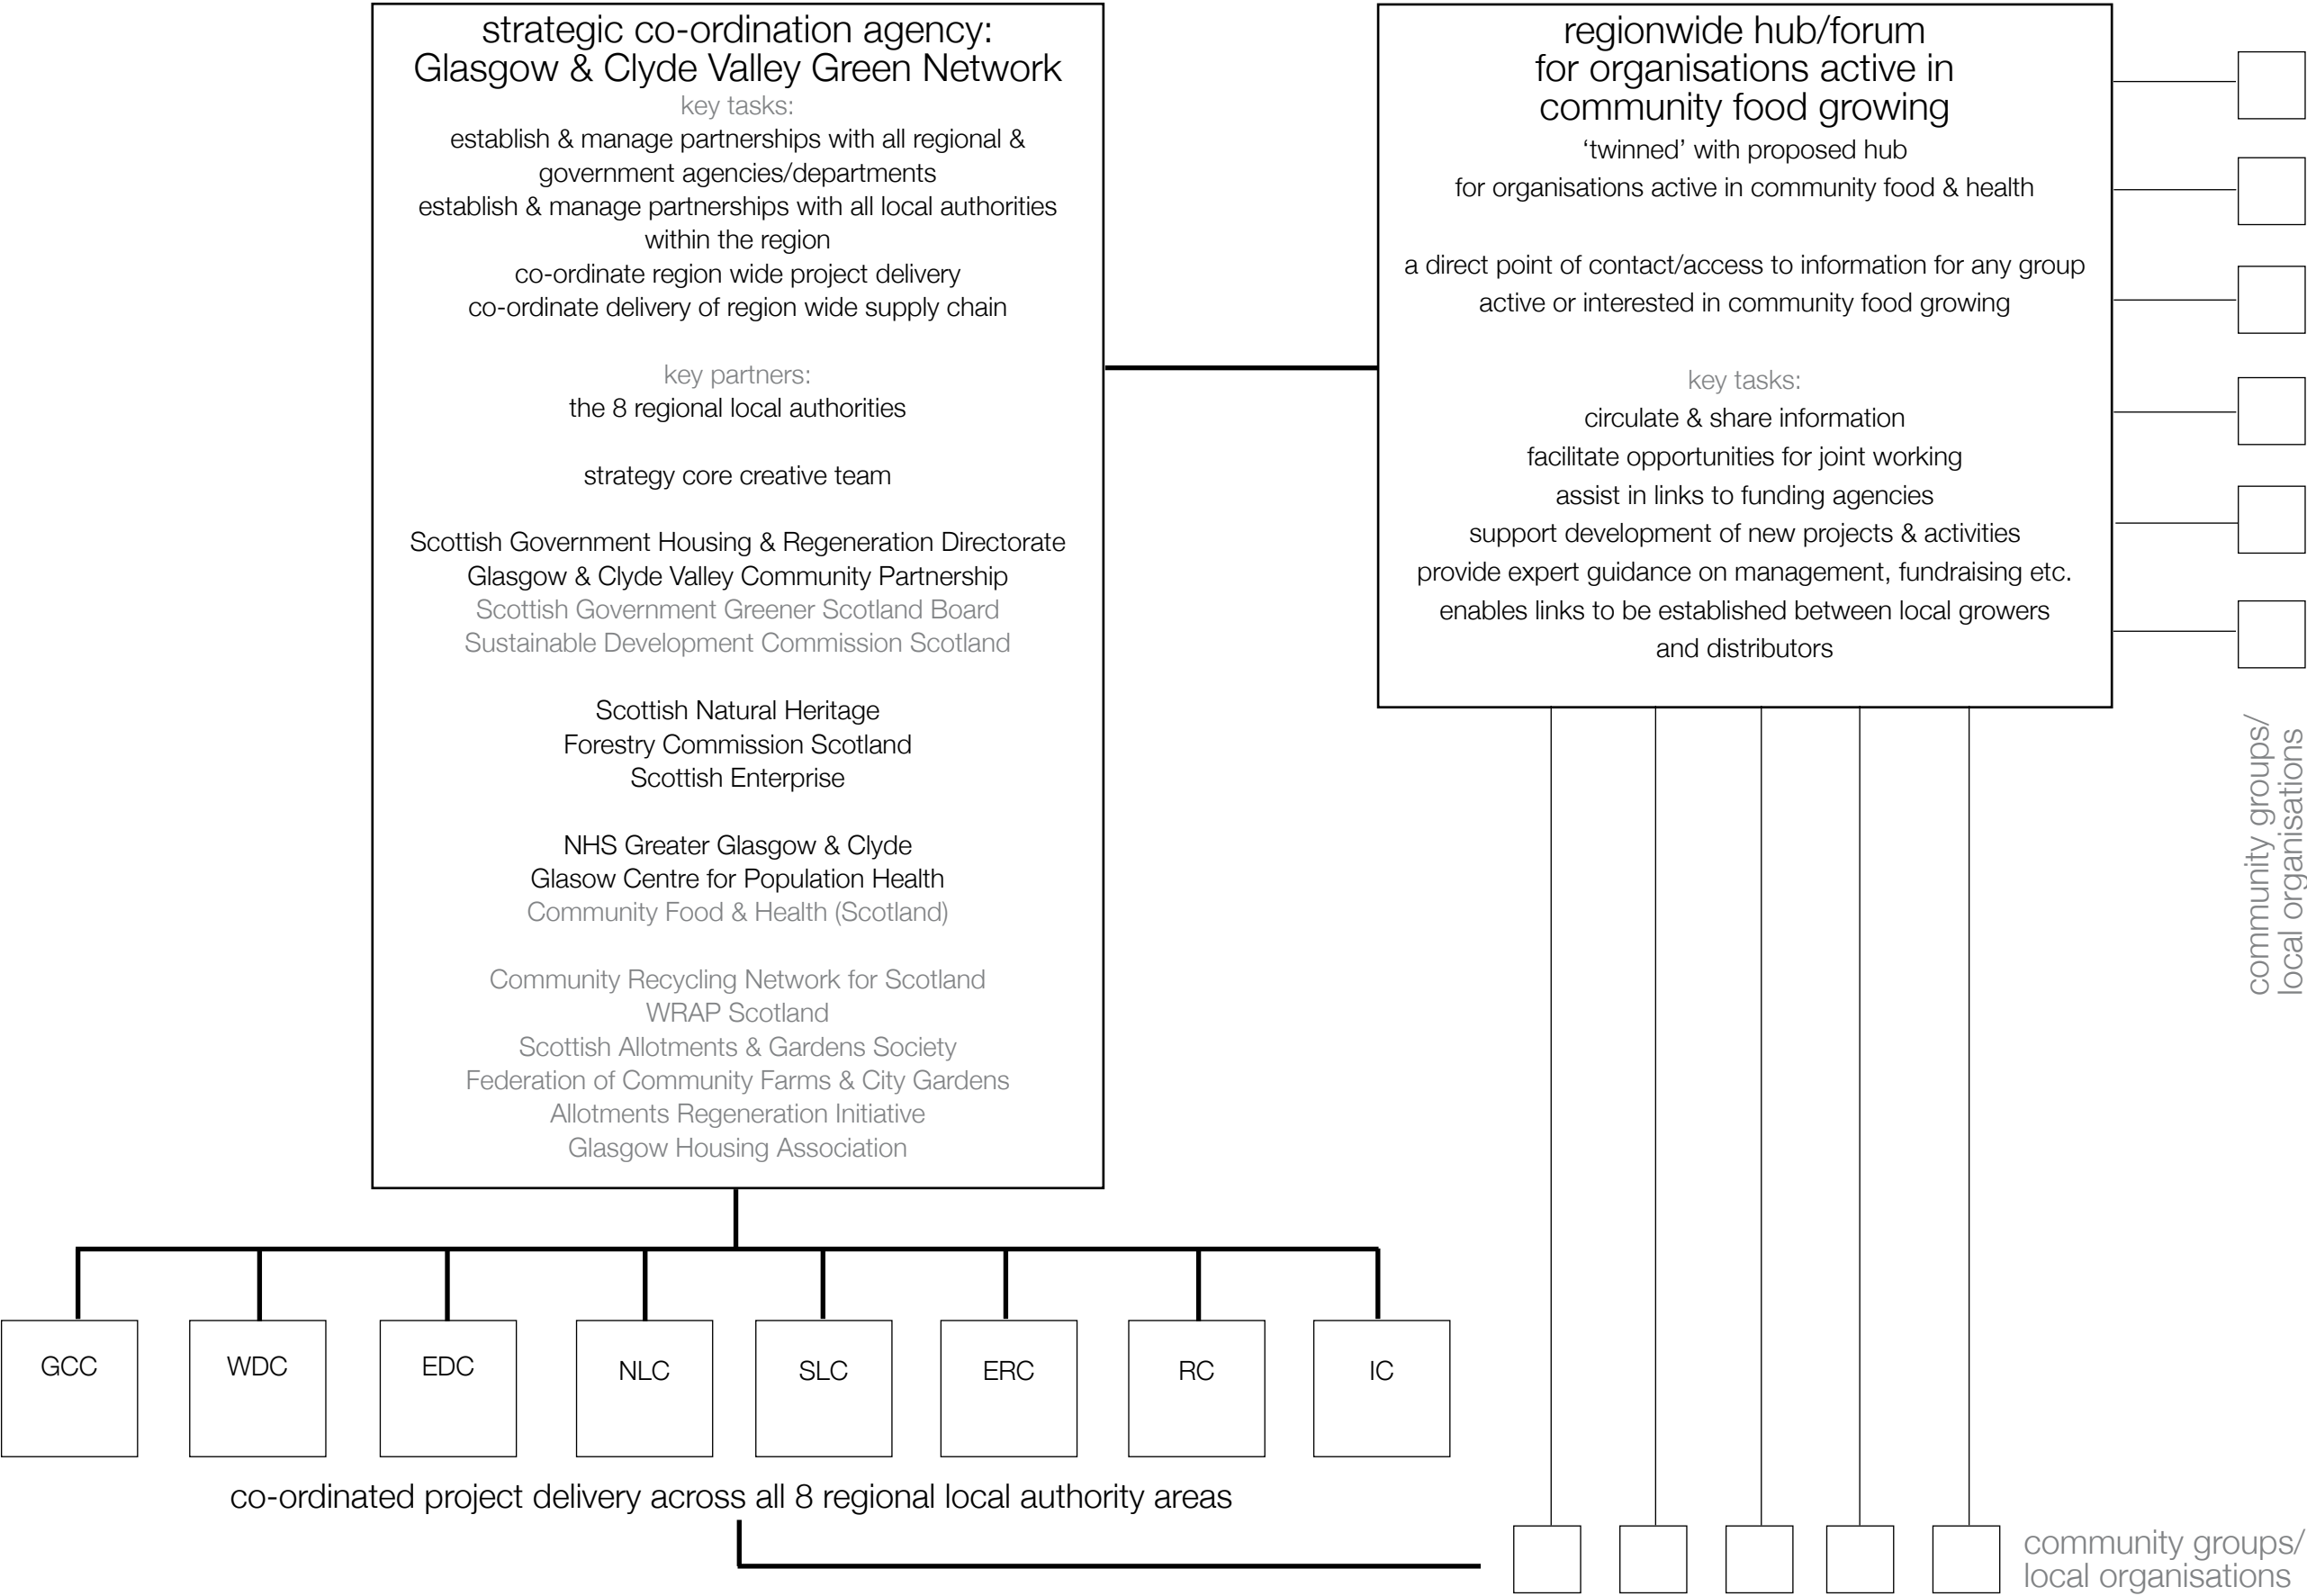 strategic co-ordination agency:
Glasgow & Clyde Valley Green Network
key tasks:
establish & manage partnerships with all regional &
government agencies/departments
establish & manage partnerships with all local authorities
within the region
co-ordinate region wide project delivery
co-ordinate delivery of region wide supply chain
key partners:
the 8 regional local authorities
strategy core creative team
Scottish Government Housing & Regeneration Directorate
Glasgow & Clyde Valley Community Partnership
Scottish Government Greener Scotland Board
Sustainable Development Commission Scotland
Scottish Natural Heritage
Forestry Commission Scotland
Scottish Enterprise
NHS Greater Glasgow & Clyde
Glasow Centre for Population Health
Community Food & Health (Scotland)
Community Recycling Network for Scotland
WRAP Scotland
Scottish Allotments & Gardens Society
Federation of Community Farms & City Gardens
Allotments Regeneration Initiative
Glasgow Housing Association
regionwide hub/forum
for organisations active in
community food growing
‘twinned’ with proposed hub
for organisations active in community food & health
a direct point of contact/access to information for any group
active or interested in community food growing
key tasks:
circulate & share information
facilitate opportunities for joint working
assist in links to funding agencies
support development of new projects & activities
provide expert guidance on management, fundraising etc.
enables links to be established between local growers
and distributors
community groups/
local organisations
GCC
WDC
EDC
NLC
SLC
ERC
RC
IC
co-ordinated project delivery across all 8 regional local authority areas
community groups/
local organisations